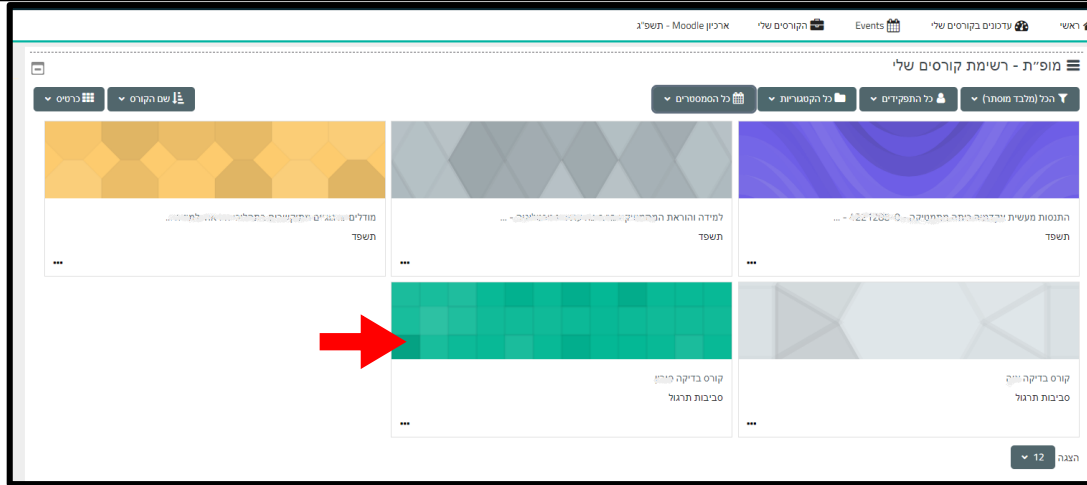 ראשי עדכונים בקורסים שלי Events הקורסים שלי ארכיון Moodle - תשפ"ג
מופ״ת - רשימת קורסים שלי
הכל (מלבד מוסתר) כל התפקידים כל הקטגוריות כל הסמסטרים שם הקורס כרטיס
התנסות מעשית
תשפד
למידה והוראת
תשפד
מודלים
תשפד
קורס בדיקה
סביבות תרגול
קורס בדיקה
סביבות תרגול
הצגה 12